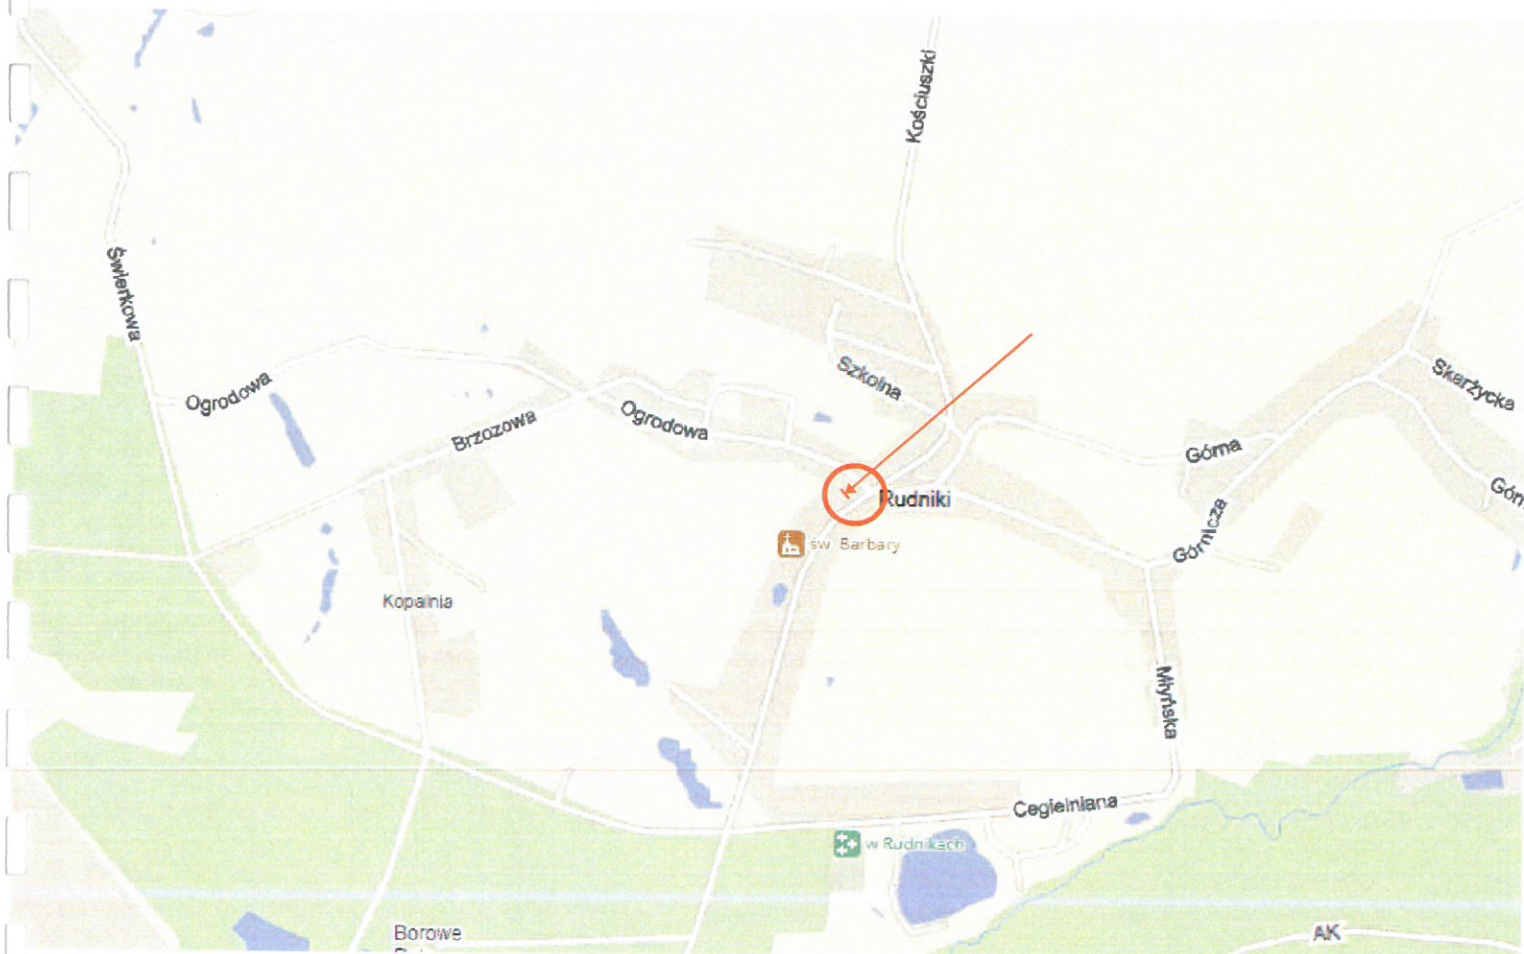 Kościuszki
Świerkowa
Szkolna
Skarżycka
Ogrodowa
Brzozowa
Ogrodowa
Górna
Rudniki
Górnicza
św. Barbary
Kopalnia
Młyńska
Cegielniana
w Rudnikach
Borowe
AK